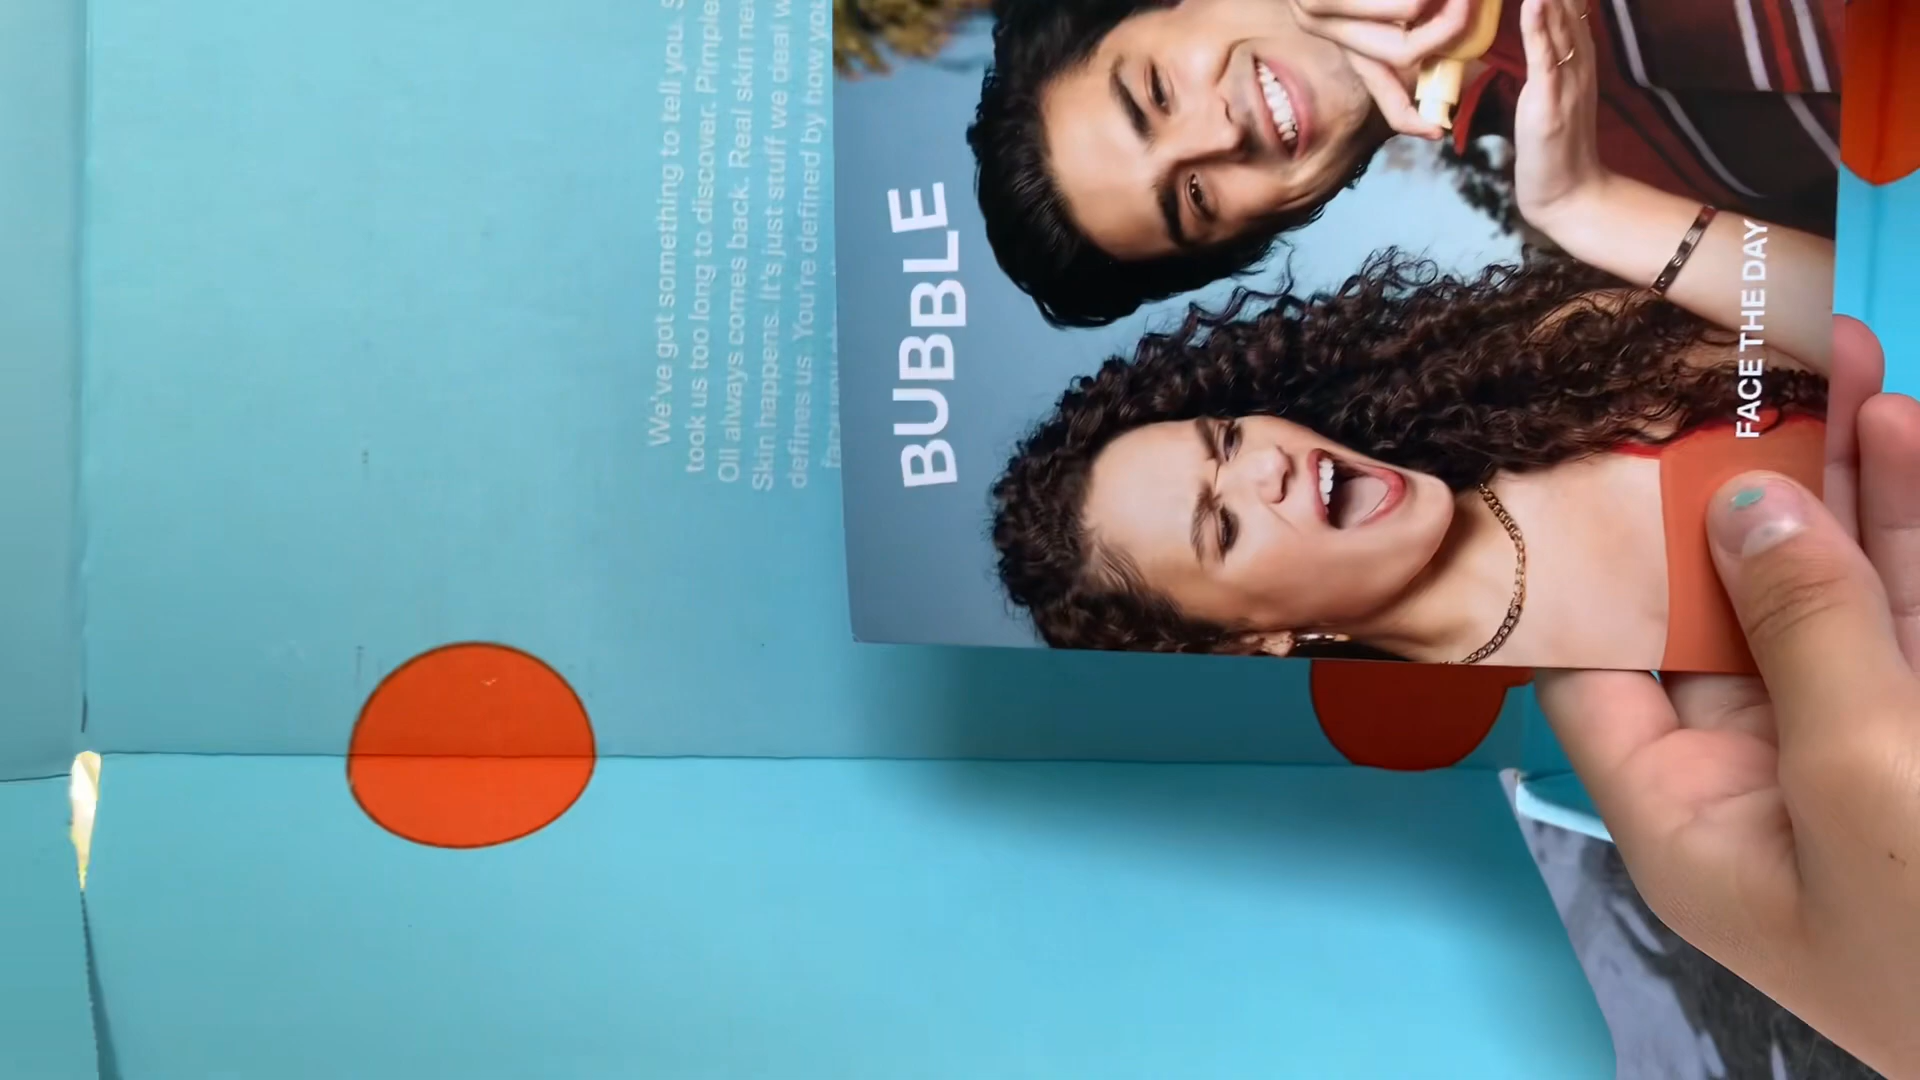 We've got something to tell you. S
took us too long to discover. Pimple
Oil always comes back. Real skin nev
Skin happens. It's just stuff we deal w
defines us. You're defined by how you
BUBBLE
FACE THE DAY